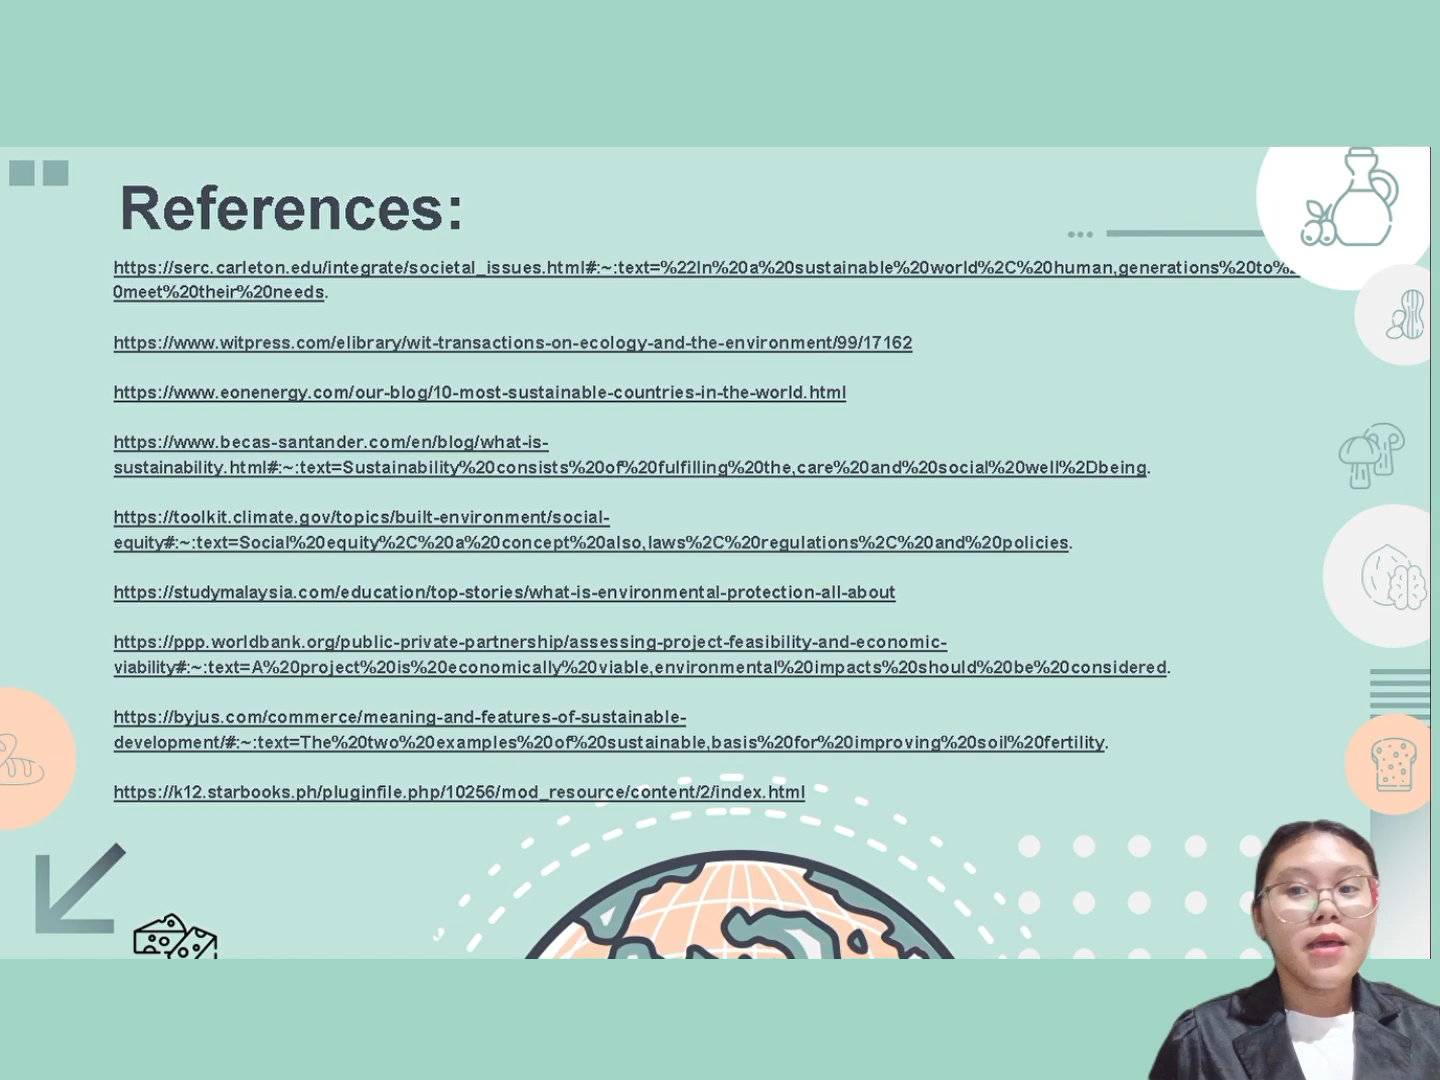 References:
https://serc.carleton.edu/integrate/societal_issues.html#:~:text=%22In%20a%20sustainable%20world%2C%20human,generations%20to%2
0meet%20their%20needs.
https://www.witpress.com/elibrary/wit-transactions-on-ecology-and-the-environment/99/17162
https://www.eonenergy.com/our-blog/10-most-sustainable-countries-in-the-world.html
https://www.becas-santander.com/en/blog/what-is-
sustainability.html#:~:text=Sustainability%20consists%20of%20fulfilling%20the,care%20and%20social%20well%2Dbeing.
https://toolkit.climate.gov/topics/built-environment/social-
equity#:~:text=Social%20equity%2C%20a%20concept%20also,laws%2C%20regulations%2C%20and%20policies.
https://studymalaysia.com/education/top-stories/what-is-environmental-protection-all-about
https://ppp.worldbank.org/public-private-partnership/assessing-project-feasibility-and-economic-
viability#:~:text=A%20project%20is%20economically%20viable,environmental%20impacts%20should%20be%20considered.
https://byjus.com/commerce/meaning-and-features-of-sustainable-
development/#:~:text=The%20two%20examples%20of%20sustainable,basis%20for%20improving%20soil%20fertility.
https://k12.starbooks.ph/pluginfile.php/10256/mod_resource/content/2/index.html